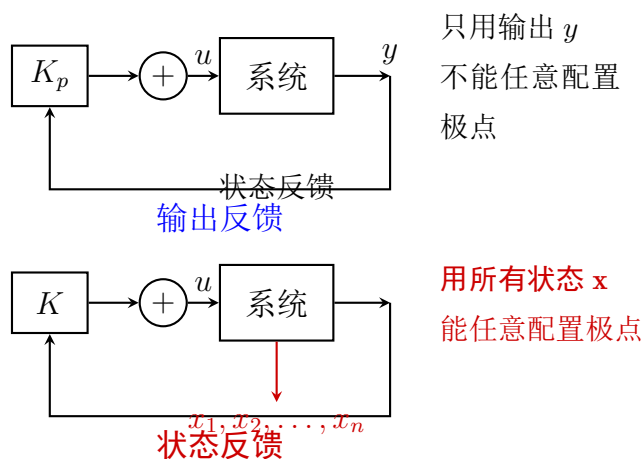 只用输出 y
K_p + u 系统 y
不能任意配置
极点
状态反馈
输出反馈
用所有状态 x
K + u 系统
能任意配置极点
x_1, x_2, ..., x_n
状态反馈